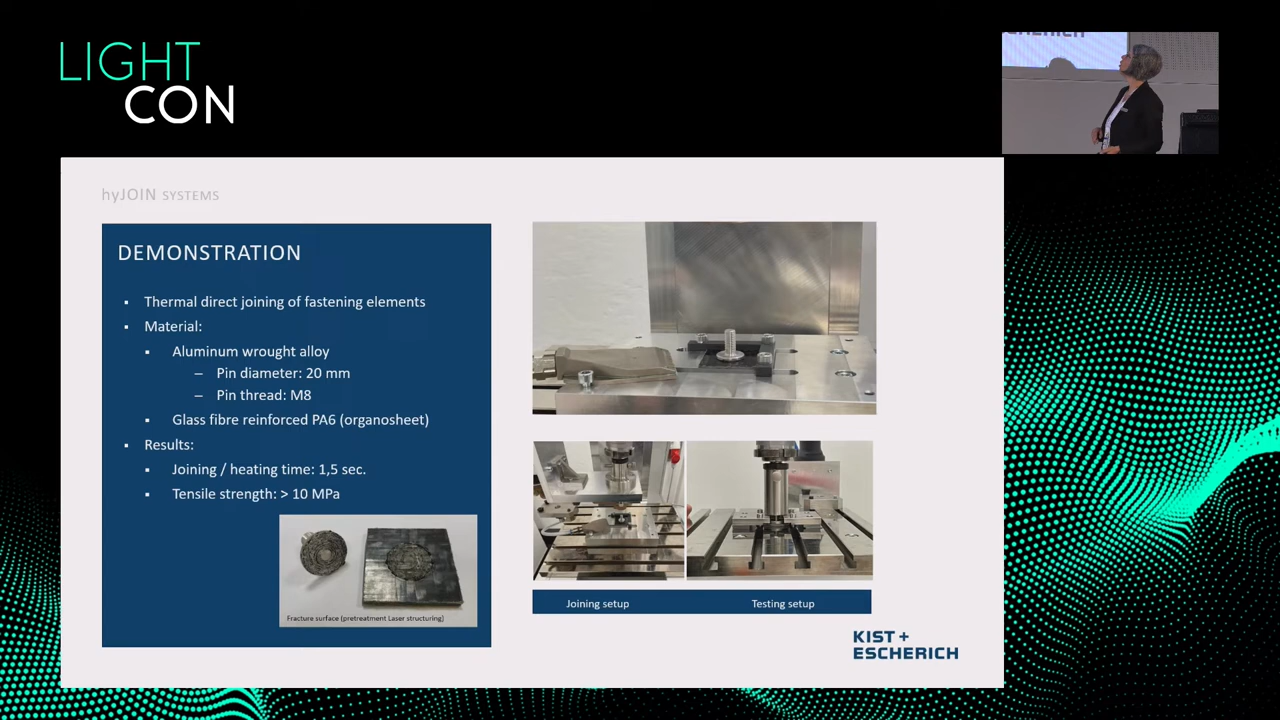 LIGHT
CON
hyJOIN SYSTEMS
DEMONSTRATION
▪ Thermal direct joining of fastening elements
▪ Material:
▪ Aluminum wrought alloy
– Pin diameter: 20 mm
– Pin thread: M8
▪ Glass fibre reinforced PA6 (organosheet)
▪ Results:
▪ Joining / heating time: 1,5 sec.
▪ Tensile strength: > 10 MPa
Fracture surface (pretreatment Laser structuring)
Joining setup
Testing setup
KIST +
ESCHERICH